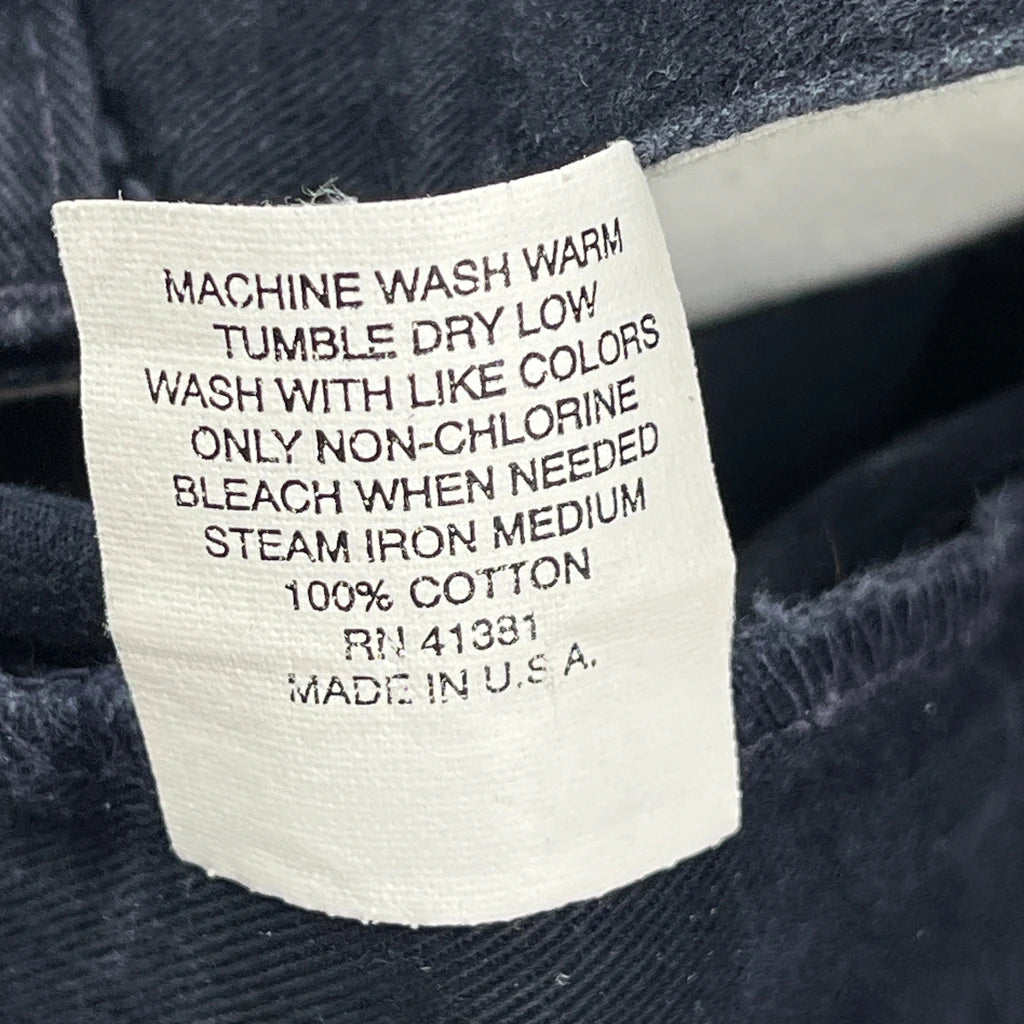 MACHINE WASH WARM
TUMBLE DRY LOW
WASH WITH LIKE COLORS
ONLY NON-CHLORINE
BLEACH WHEN NEEDED
STEAM IRON MEDIUM
100% COTTON
RN 41381
MADE IN U.S.A.